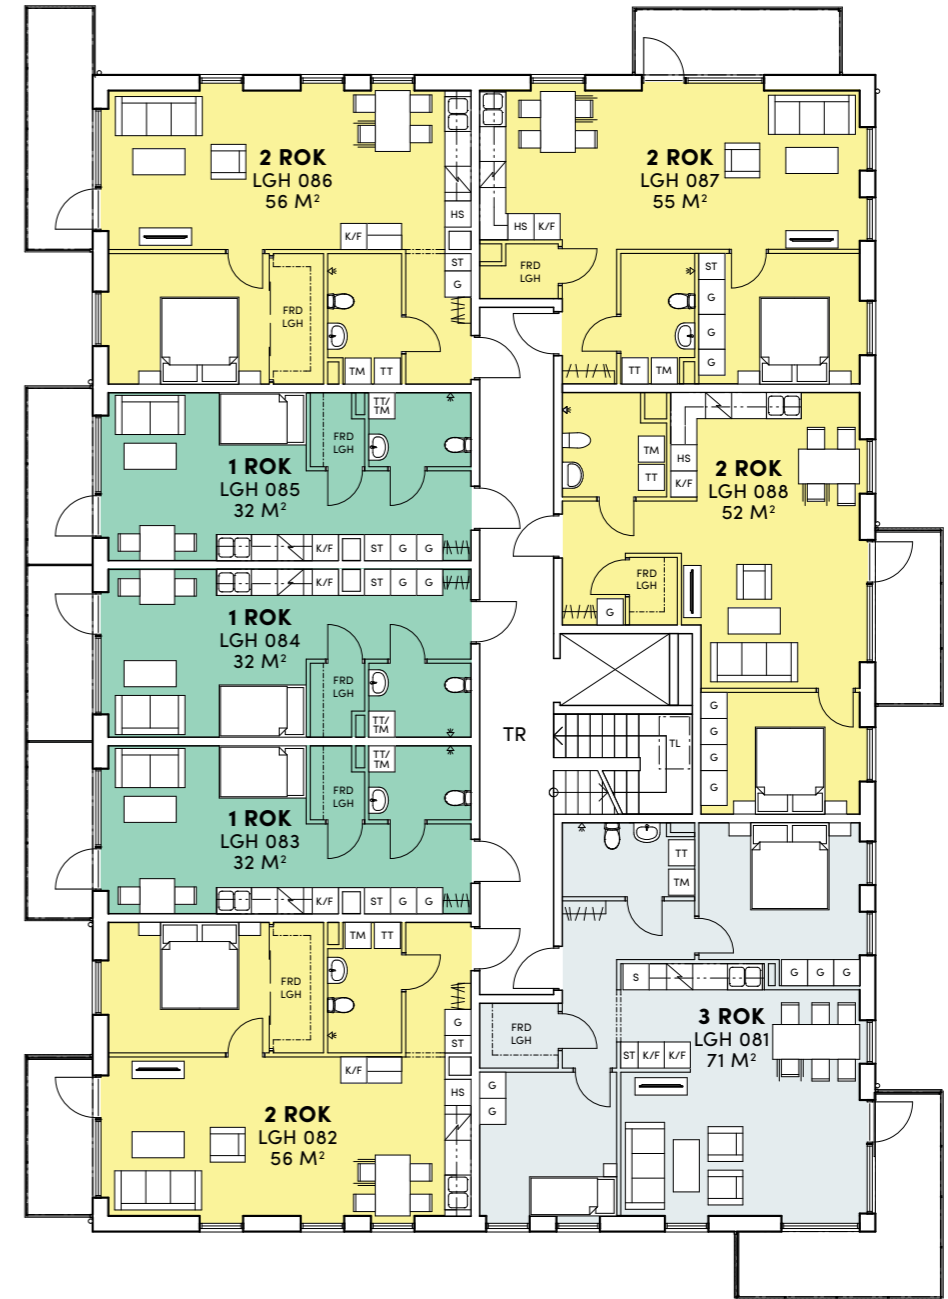 2 ROK
LGH 086
56 M²
HS
K/F
ST
G
FRD
LGH
TM
TT
2 ROK
LGH 087
55 M²
HS
K/F
FRD
LGH
ST
G
G
G
TT
TM
TT/
TM
FRD
LGH
1 ROK
LGH 085
32 M²
K/F
ST
G
G
2 ROK
LGH 088
52 M²
TM
TT
HS
K/F
FRD
LGH
G
K/F
ST
G
G
1 ROK
LGH 084
32 M²
FRD
LGH
TT/
TM
G
G
G
G
TR
TL
TT/
TM
FRD
LGH
1 ROK
LGH 083
32 M²
K/F
ST
G
G
TT
TM
TM
TT
FRD
LGH
G
ST
K/F
HS
2 ROK
LGH 082
56 M²
S
G
G
G
3 ROK
LGH 081
71 M²
FRD
LGH
ST
K/F
K/F
G
G